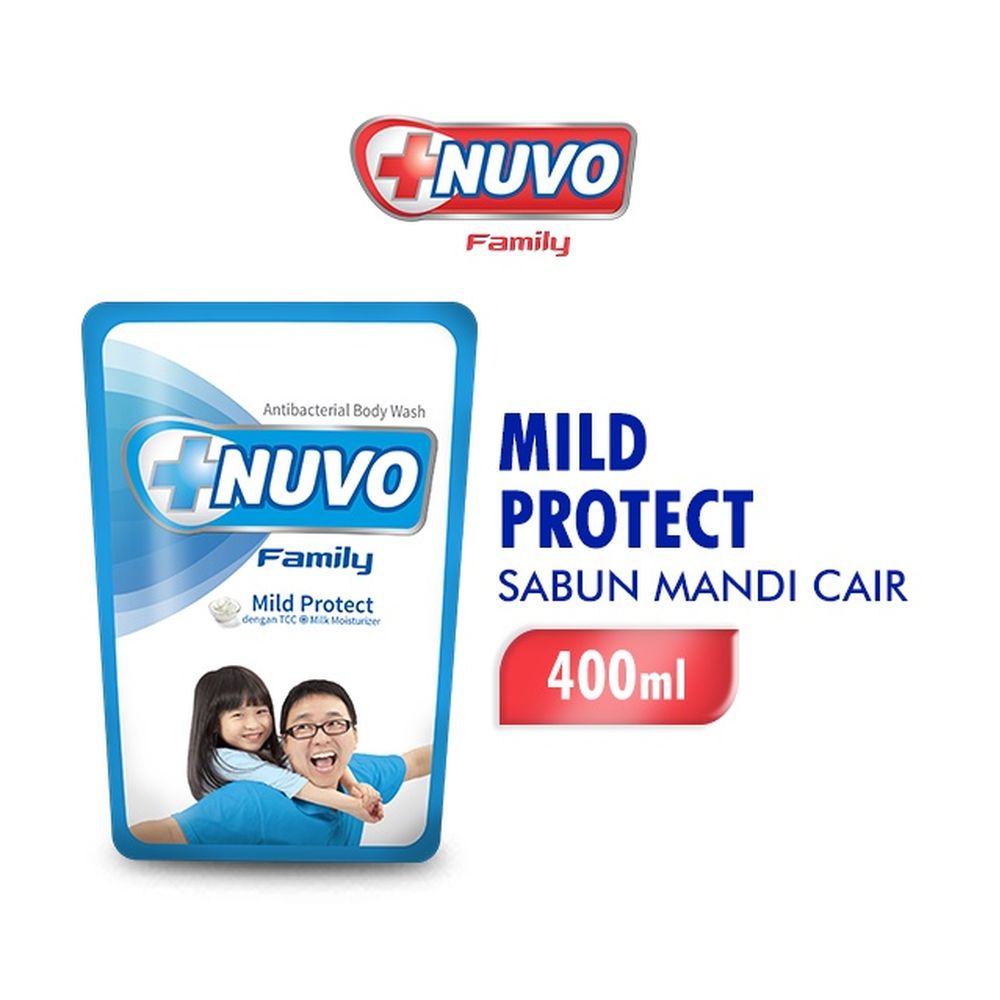 NUVO
Family
Antibacterial Body Wash
NUVO
Family
Mild Protect
dengan TCC & Milk Moisturizer
MILD
PROTECT
SABUN MANDI CAIR
400ml